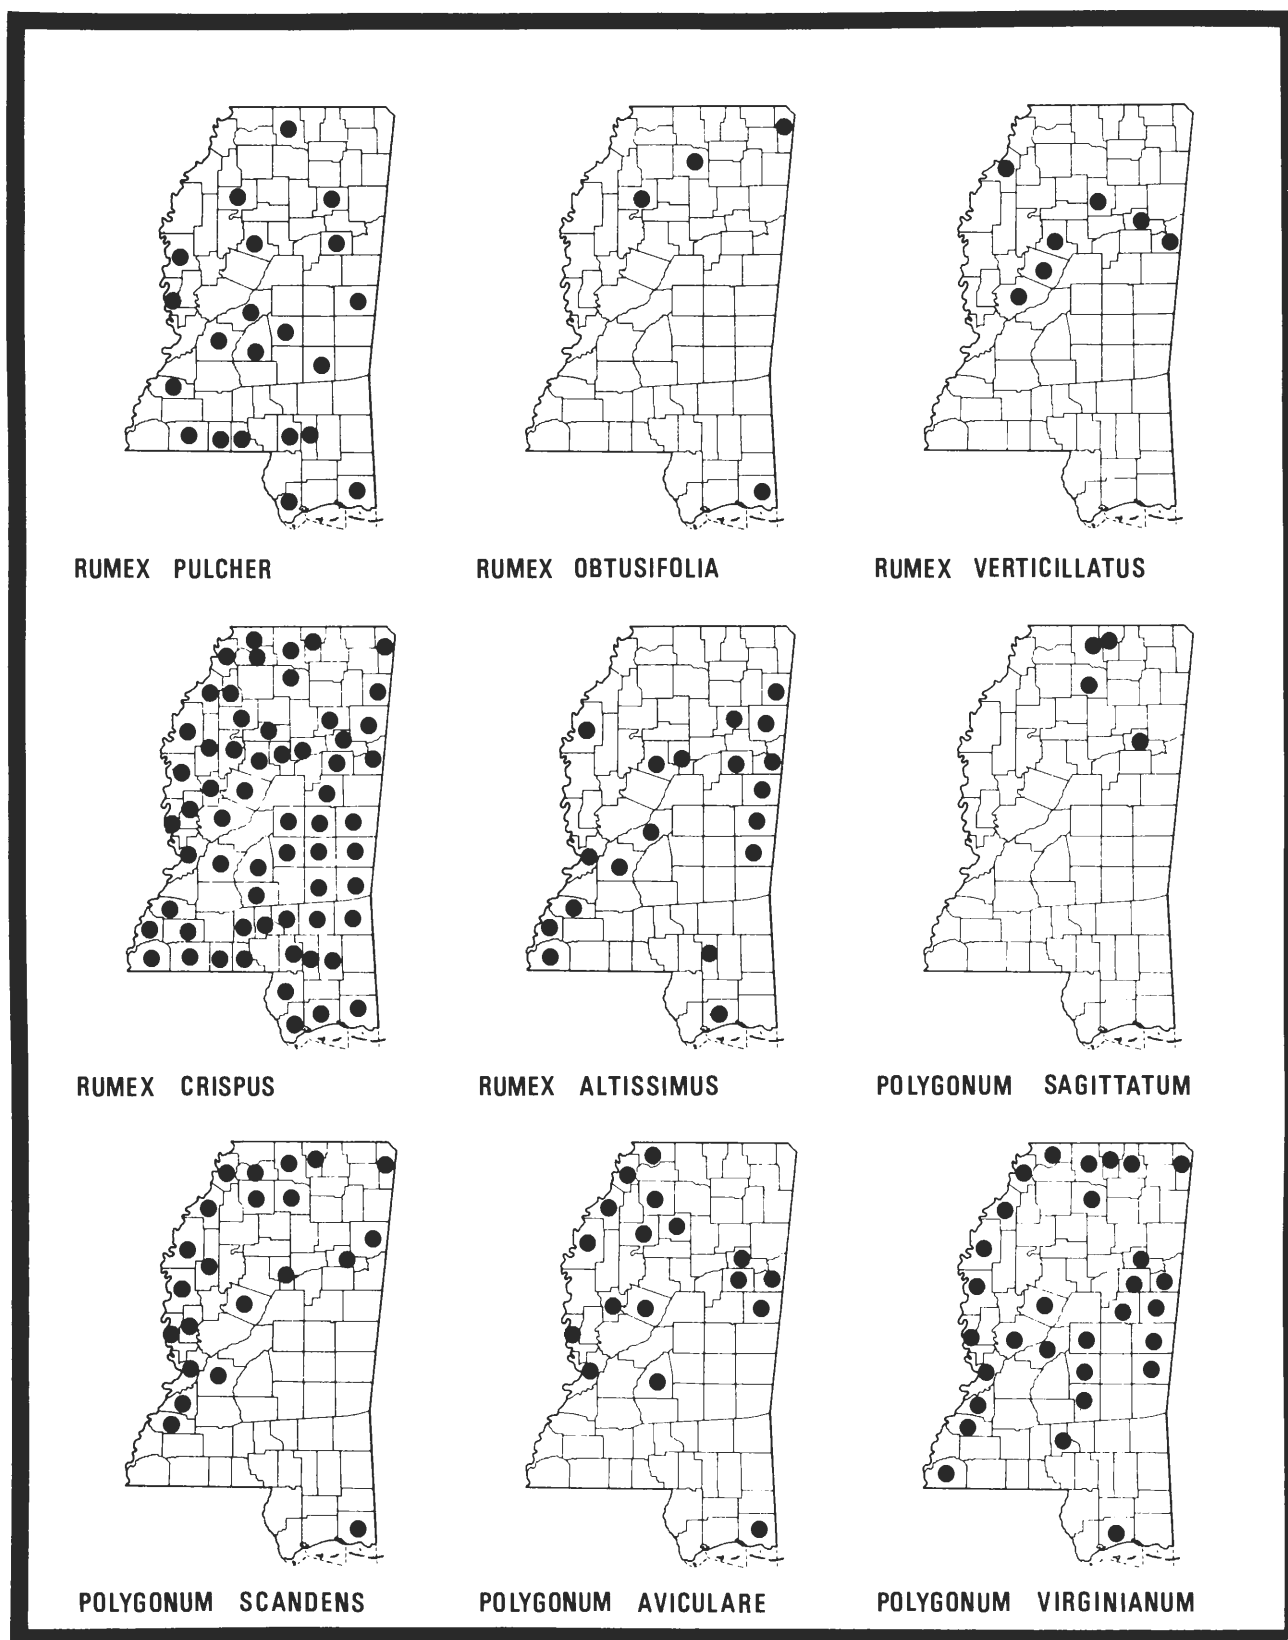 RUMEX PULCHER
RUMEX OBTUSIFOLIA
RUMEX VERTICILLATUS
RUMEX CRISPUS
RUMEX ALTISSIMUS
POLYGONUM SAGITTATUM
POLYGONUM SCANDENS
POLYGONUM AVICULARE
POLYGONUM VIRGINIANUM